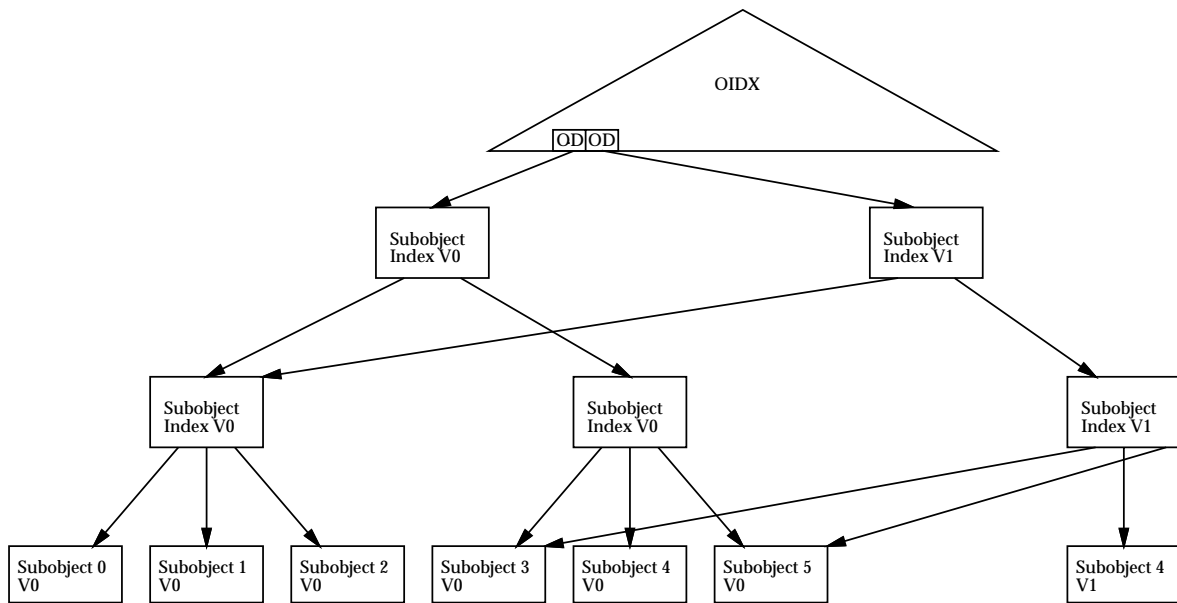 OIDX
OD OD
Subobject
Index V0
Subobject
Index V1
Subobject
Index V0
Subobject
Index V0
Subobject
Index V1
Subobject 0
V0
Subobject 1
V0
Subobject 2
V0
Subobject 3
V0
Subobject 4
V0
Subobject 5
V0
Subobject 4
V1